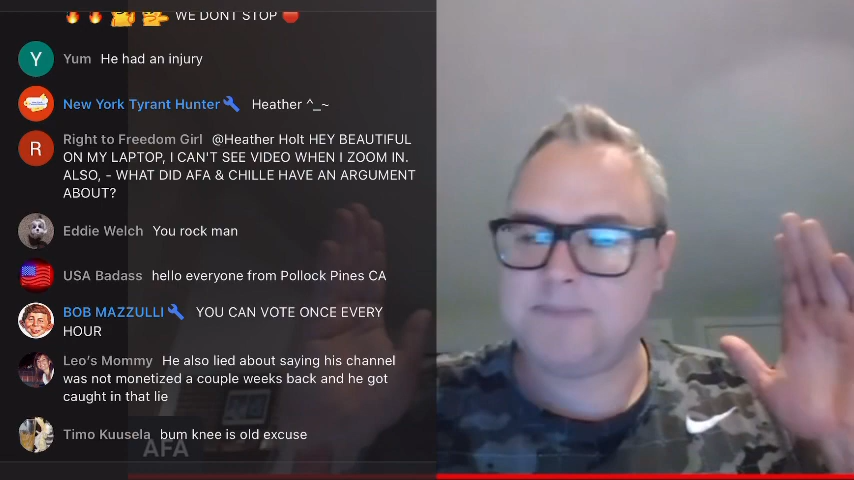 WE DONT STOP
Y
Yum He had an injury
New York Tyrant Hunter Heather ^_~
R
Right to Freedom Girl @Heather Holt HEY BEAUTIFUL
ON MY LAPTOP, I CAN'T SEE VIDEO WHEN I ZOOM IN.
ALSO, - WHAT DID AFA & CHILLE HAVE AN ARGUMENT
ABOUT?
Eddie Welch You rock man
USA Badass hello everyone from Pollock Pines CA
BOB MAZZULLI YOU CAN VOTE ONCE EVERY
HOUR
Leo's Mommy He also lied about saying his channel
was not monetized a couple weeks back and he got
caught in that lie
Timo Kuusela bum knee is old excuse
AFA